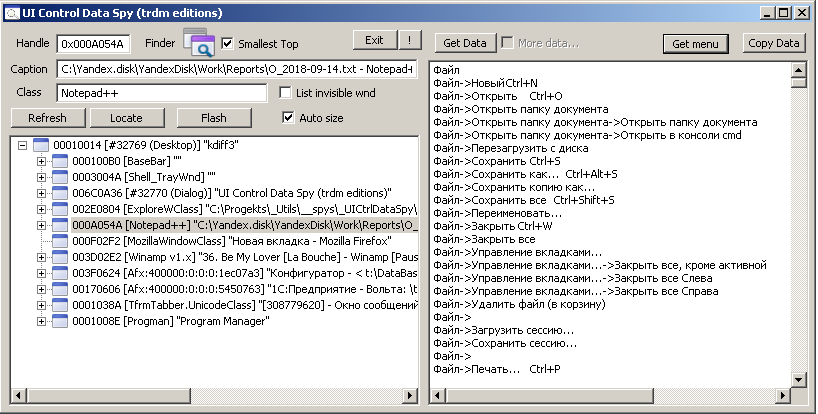 UI Control Data Spy (trdm editions)
Handle 0x000A054A Finder Smallest Top Exit !
Caption C:\Yandex.disk\YandexDisk\Work\Reports\O_2018-09-14.txt - Notepad+
Class Notepad++ List invisible wnd
Refresh Locate Flash Auto size
00010014 [#32769 (Desktop)] "kdiff3"
000100B0 [BaseBar] ""
0003004A [Shell_TrayWnd] ""
006C0A36 [#32770 (Dialog)] "UI Control Data Spy (trdm editions)"
002E0804 [ExploreWClass] "C:\Progekts\_Utils\__spys\_UICtrlDataSpy\
000A054A [Notepad++] "C:\Yandex.disk\YandexDisk\Work\Reports\O_
000F02F2 [MozillaWindowClass] "Новая вкладка - Mozilla Firefox"
003D02E2 [Winamp v1.x] "36. Be My Lover [La Bouche] - Winamp [Paus
003F0624 [Afx:400000:0:0:0:1ec07a3] "Конфигуратор - < t:\DataBas
00170606 [Afx:400000:0:0:0:5450763] "1С:Предприятие - Вольта: \t
0001038A [TfrmTabber.UnicodeClass] "[308779620] - Окно сообщений
0001008E [Progman] "Program Manager"
Get Data More data... Get menu Copy Data
Файл
Файл->НовыйCtrl+N
Файл->Открыть Ctrl+O
Файл->Открыть папку документа
Файл->Открыть папку документа->Открыть папку документа
Файл->Открыть папку документа->Открыть в консоли cmd
Файл->Перезагрузить с диска
Файл->Сохранить Ctrl+S
Файл->Сохранить как... Ctrl+Alt+S
Файл->Сохранить копию как...
Файл->Сохранить все Ctrl+Shift+S
Файл->Переименовать...
Файл->Закрыть Ctrl+W
Файл->Закрыть все
Файл->Управление вкладками...
Файл->Управление вкладками...->Закрыть все, кроме активной
Файл->Управление вкладками...->Закрыть все Слева
Файл->Управление вкладками...->Закрыть все Справа
Файл->Удалить файл (в корзину)
Файл->
Файл->Загрузить сессию...
Файл->Сохранить сессию...
Файл->
Файл->Печать... Ctrl+P